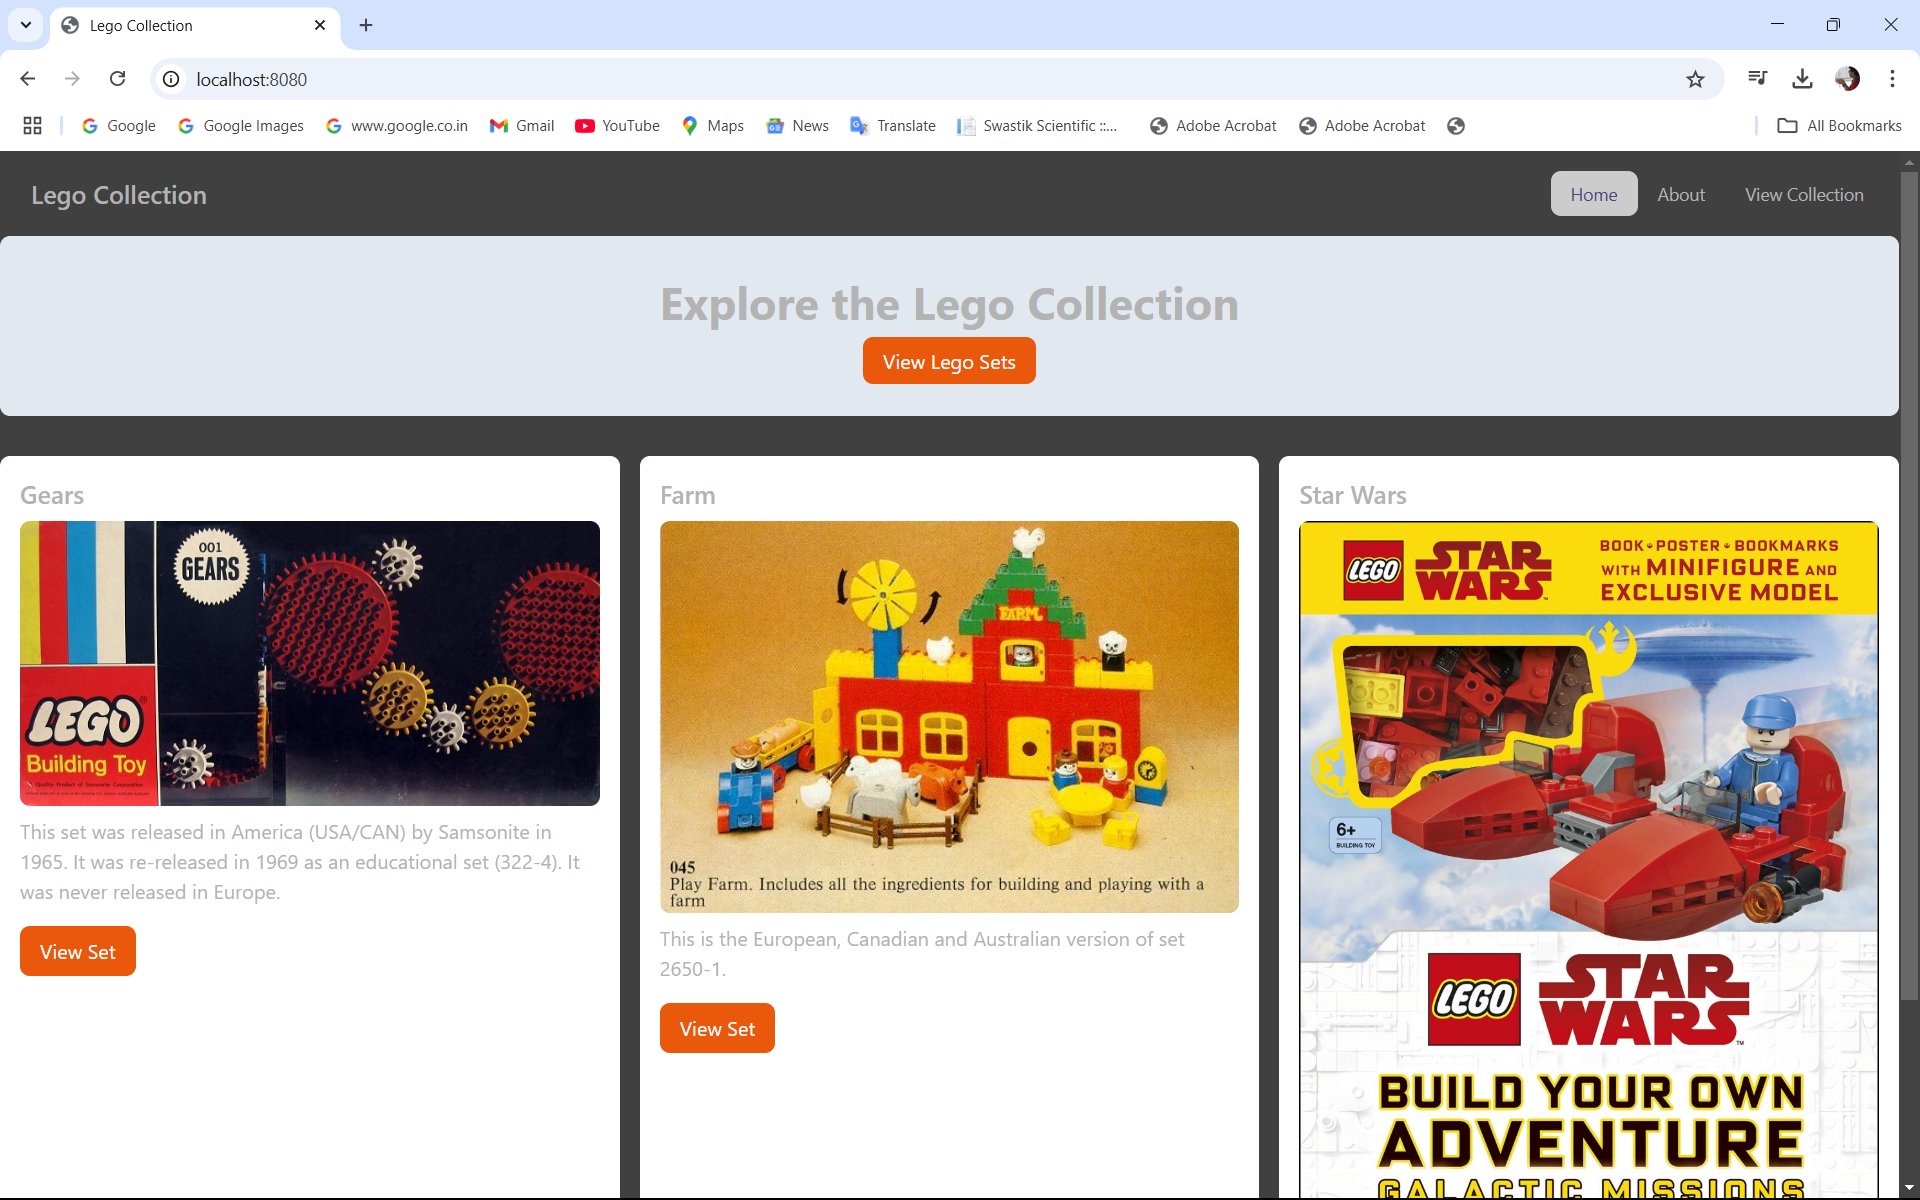 Lego Collection
localhost:8080
Google
Google Images
www.google.co.in
Gmail
YouTube
Maps
News
Translate
Swastik Scientific ::...
Adobe Acrobat
Adobe Acrobat
All Bookmarks
Lego Collection
Home
About
View Collection
Explore the Lego Collection
View Lego Sets
Gears
001
GEARS
LEGO®
Building Toy
This set was released in America (USA/CAN) by Samsonite in
1965. It was re-released in 1969 as an educational set (322-4). It
was never released in Europe.
View Set
Farm
FARM
045
Play Farm. Includes all the ingredients for building and playing with a
farm
This is the European, Canadian and Australian version of set
2650-1.
View Set
Star Wars
LEGO
STAR
WARS
BOOK • POSTER • BOOKMARKS
WITH MINIFIGURE AND
EXCLUSIVE MODEL
6+
BUILDING TOY
LEGO
STAR
WARS™
BUILD YOUR OWN
ADVENTURE
GALACTIC MISSIONS